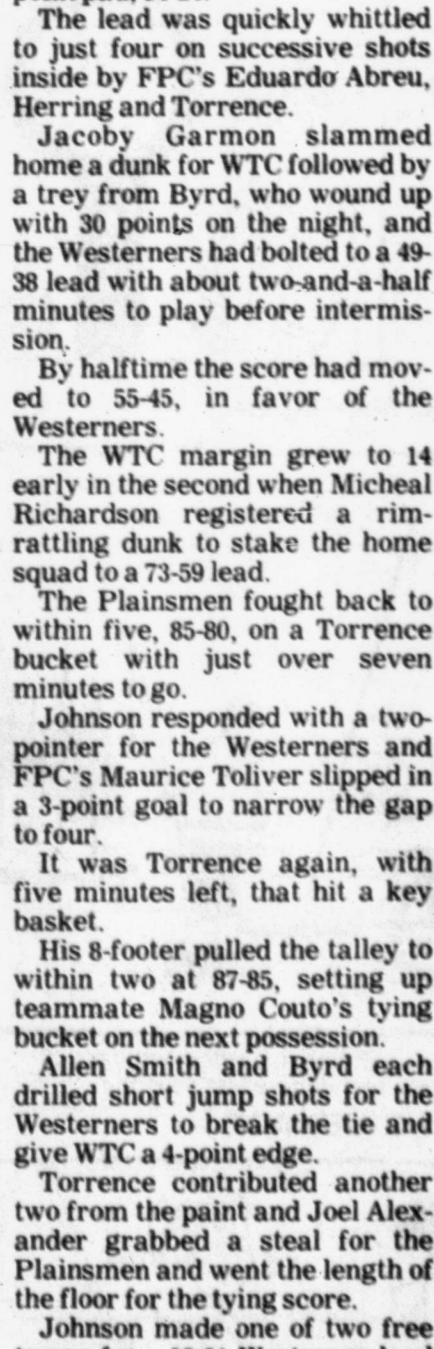 The lead was quickly whittled
to just four on successive shots
inside by FPC's Eduardo Abreu,
Herring and Torrence.
Jacoby Garmon slammed
home a dunk for WTC followed by
a trey from Byrd, who wound up
with 30 points on the night, and
the Westerners had bolted to a 49-
38 lead with about two-and-a-half
minutes to play before intermis-
sion.
By halftime the score had mov-
ed to 55-45, in favor of the
Westerners.
The WTC margin grew to 14
early in the second when Micheal
Richardson registered a rim-
rattling dunk to stake the home
squad to a 73-59 lead.
The Plainsmen fought back to
within five, 85-80, on a Torrence
bucket with just over seven
minutes to go.
Johnson responded with a two-
pointer for the Westerners and
FPC's Maurice Toliver slipped in
a 3-point goal to narrow the gap
to four.
It was Torrence again, with
five minutes left, that hit a key
basket.
His 8-footer pulled the talley to
within two at 87-85, setting up
teammate Magno Couto's tying
bucket on the next possession.
Allen Smith and Byrd each
drilled short jump shots for the
Westerners to break the tie and
give WTC a 4-point edge.
Torrence contributed another
two from the paint and Joel Alex-
ander grabbed a steal for the
Plainsmen and went the length of
the floor for the tying score.
Johnson made one of two free